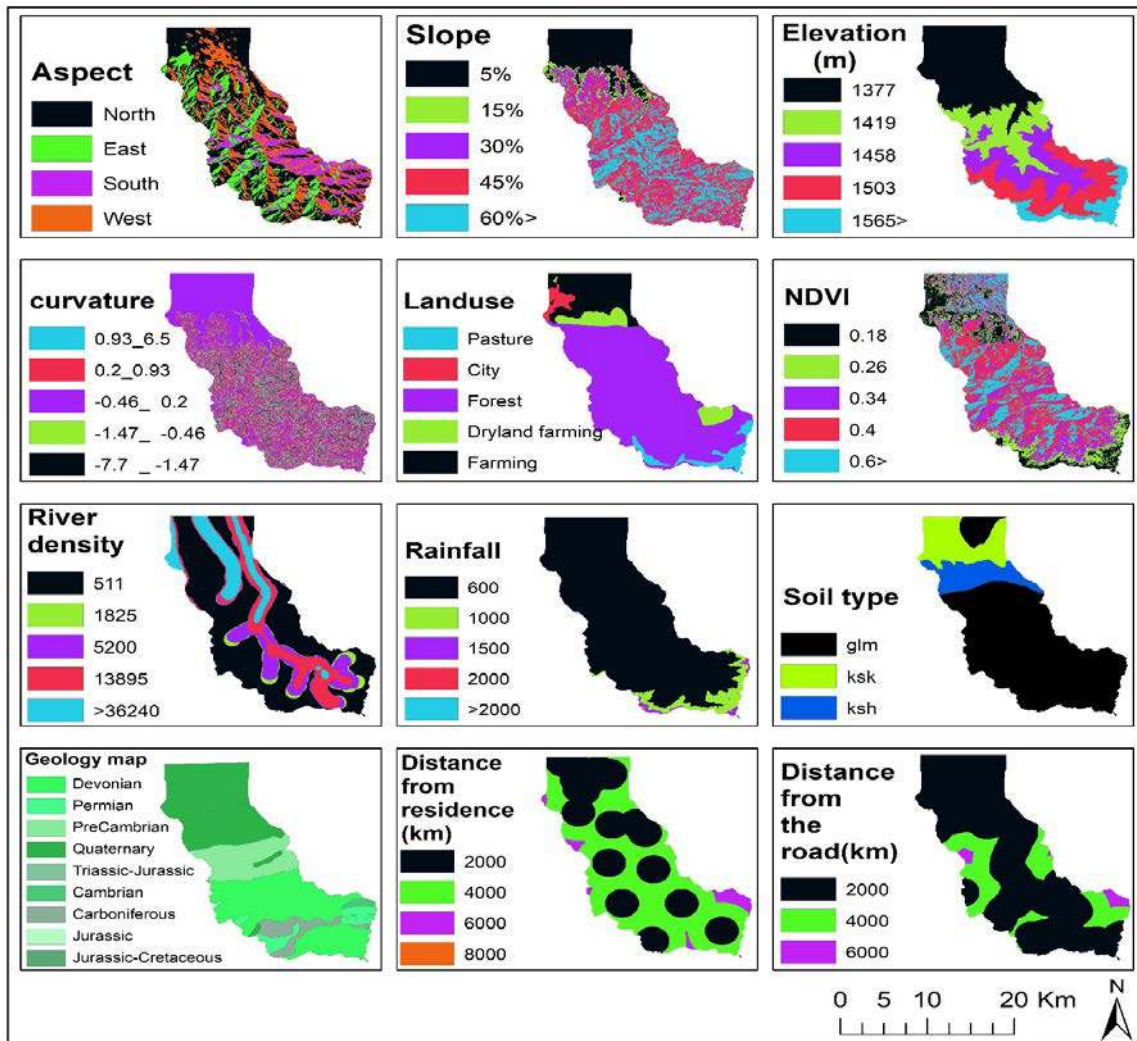 Aspect
North
East
South
West
Slope
5%
15%
30%
45%
60%>
Elevation
(m)
1377
1419
1458
1503
1565>
curvature
0.93_6.5
0.2_0.93
-0.46_ 0.2
-1.47_ -0.46
-7.7 _ -1.47
Landuse
Pasture
City
Forest
Dryland farming
Farming
NDVI
0.18
0.26
0.34
0.4
0.6>
River
density
511
1825
5200
13895
>36240
Rainfall
600
1000
1500
2000
>2000
Soil type
glm
ksk
ksh
Geology map
Devonian
Permian
PreCambrian
Quaternary
Triassic-Jurassic
Cambrian
Carboniferous
Jurassic
Jurassic-Cretaceous
Distance
from
residence
(km)
2000
4000
6000
8000
Distance
from
the
road(km)
2000
4000
6000
0 5 10 20 Km
N